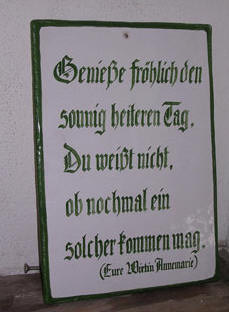 Genieße fröhlich den
sonnig heiteren Tag.
Du weißt nicht,
ob nochmal ein
solcher kommen mag.
(Eure Wirtin Annemarie)